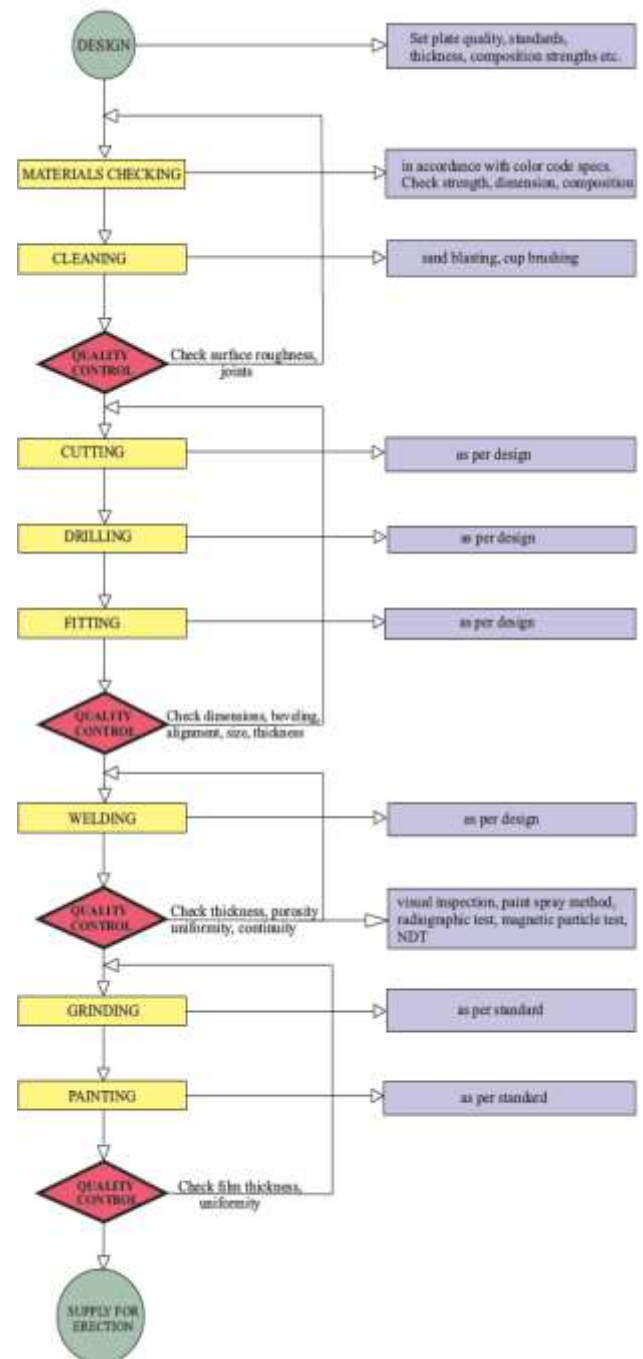 DESIGN
Set plate quality, standards,
thickness, composition strengths etc.
MATERIALS CHECKING
in accordance with color code specs.
Check strength, dimension, composition
CLEANING
sand blasting, cup brushing
QUALITY
CONTROL
Check surface roughness,
joints
CUTTING
as per design
DRILLING
as per design
FITTING
as per design
QUALITY
CONTROL
Check dimensions, beveling,
alignment, size, thickness
WELDING
as per design
QUALITY
CONTROL
Check thickness, porosity
uniformity, continuity
visual inspection, paint spray method,
radaigraphic test, magnetic particle test,
NDT
GRINDING
as per standard
PAINTING
as per standard
QUALITY
CONTROL
Check film thickness,
uniformity
SUPPLY FOR
ERECTION